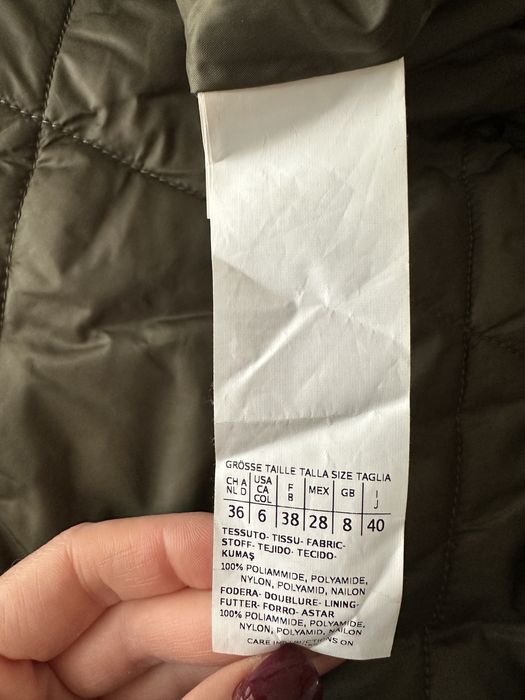 GRÖSSE TAILLE TALLA SIZE TAGLIA
CH A NL D USA CA COL F B MEX GB I J
36 6 38 28 8 40
TESSUTO- TISSU- FABRIC-
STOFF- TEJIDO- TECIDO-
KUMAŞ
100% POLIAMMIDE, POLYAMIDE,
NYLON, POLYAMID, NAILON
FODERA- DOUBLURE- LINING-
FUTTER- FORRO- ASTAR
100% POLIAMMIDE, POLYAMIDE,
NYLON, POLYAMID, NAILON
CARE INSTRUCTIONS ON